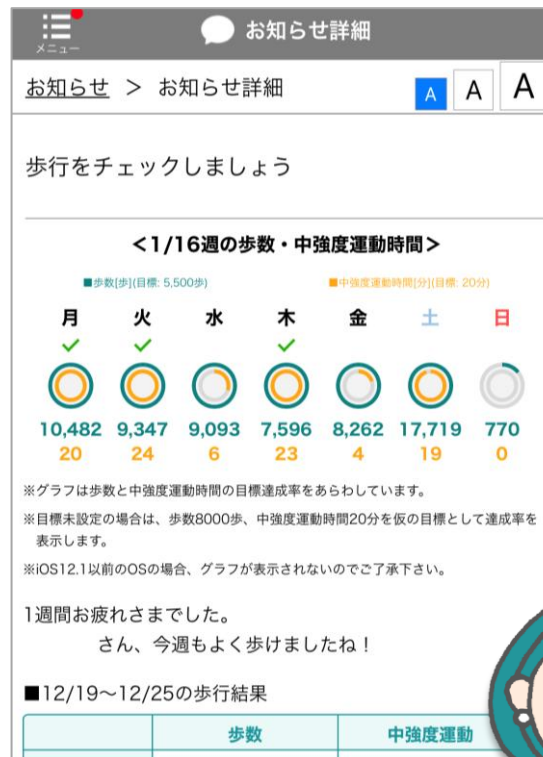 お知らせ詳細
メニュー
お知らせ ＞ お知らせ詳細
A A A
歩行をチェックしましょう
<1/16週の歩数・中強度運動時間>
■歩数[歩](目標: 5,500歩) ■中強度運動時間[分](目標: 20分)
月 火 水 木 金 土 日
10,482 9,347 9,093 7,596 8,262 17,719 770
20 24 6 23 4 19 0
※グラフは歩数と中強度運動時間の目標達成率をあらわしています。
※目標未設定の場合は、歩数8000歩、中強度運動時間20分を仮の目標として達成率を
表示します。
※iOS12.1以前のOSの場合、グラフが表示されないのでご了承下さい。
1週間お疲れさまでした。
さん、今週もよく歩けましたね！
■12/19〜12/25の歩行結果
歩数 中強度運動